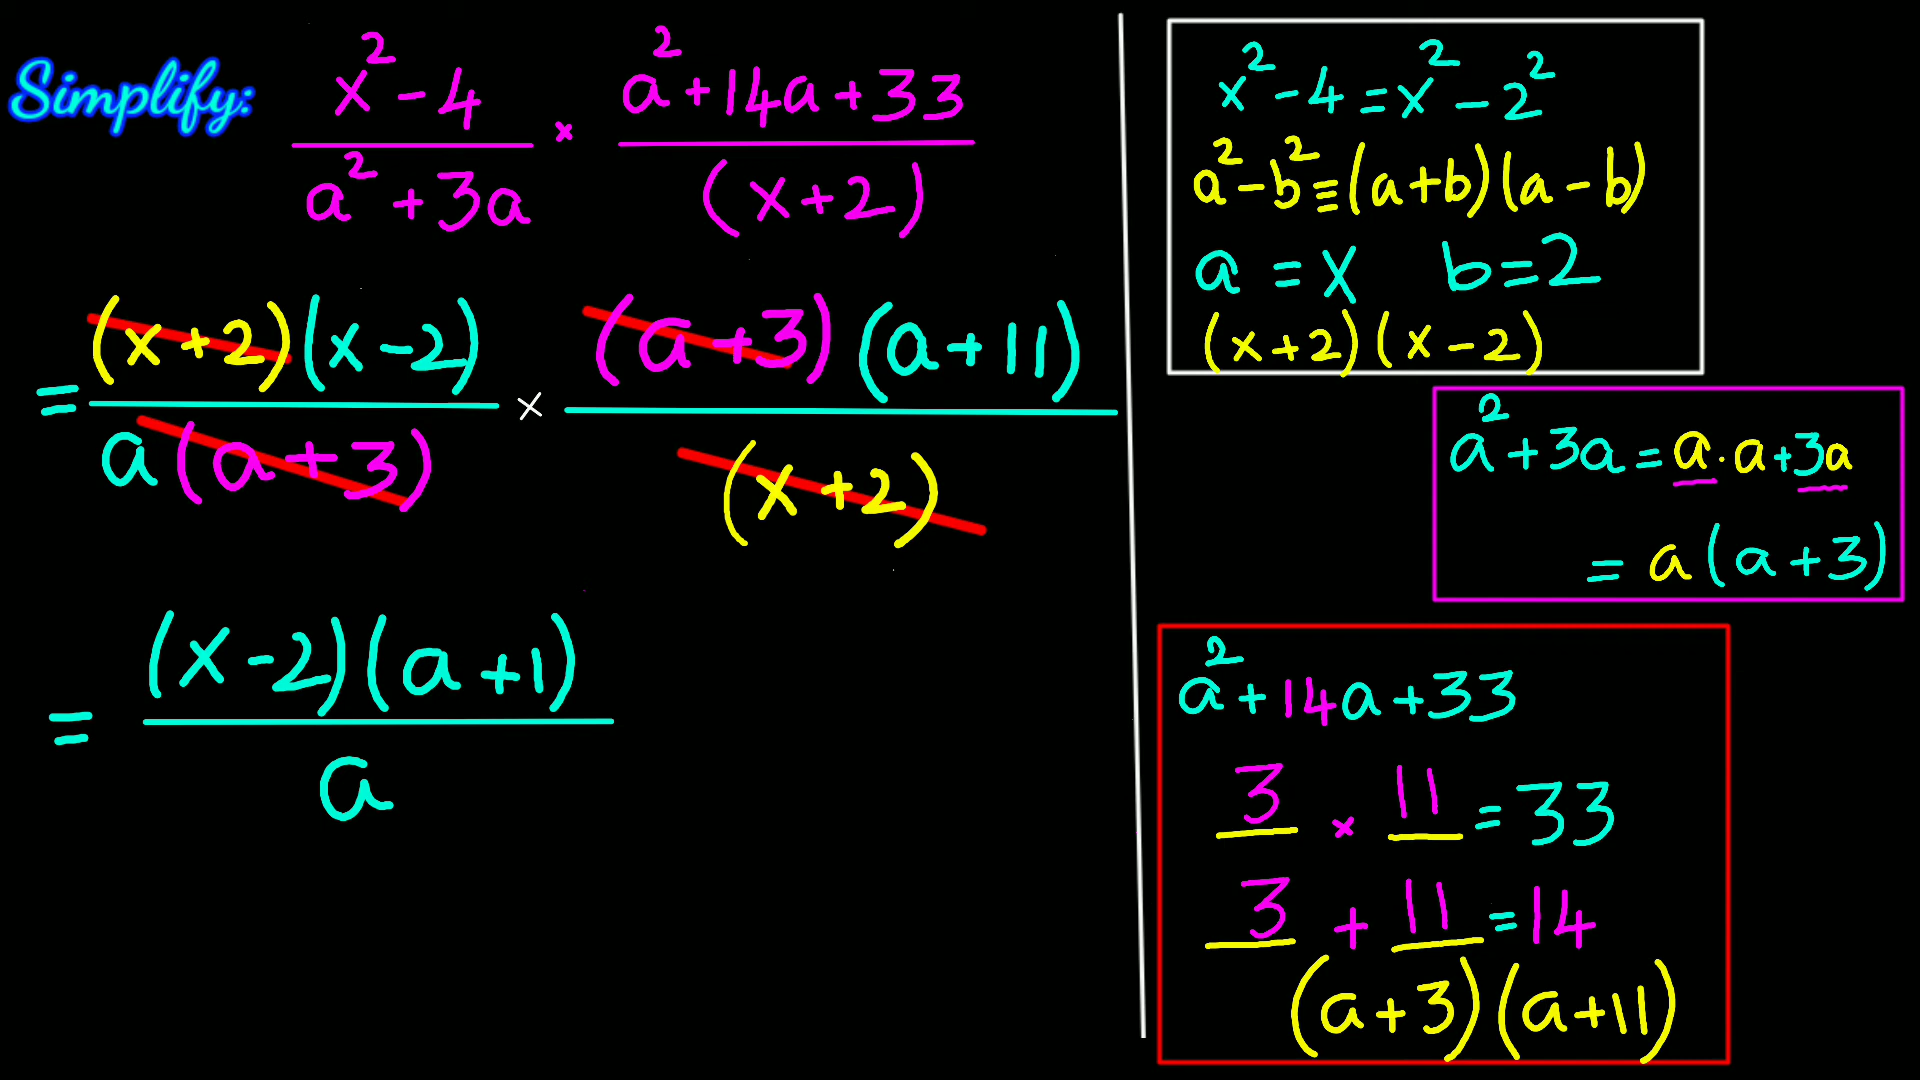 Simplify: x² - 4 / a² + 3a × a² + 14a + 33 / (x + 2)
= (x + 2)(x - 2) / a(a + 3) × (a + 3)(a + 11) / (x + 2)
= (x - 2)(a + 1) / a
x² - 4 = x² - 2²
a² - b² ≡ (a + b)(a - b)
a = x b = 2
(x + 2)(x - 2)
a² + 3a = a · a + 3a
= a(a + 3)
a² + 14a + 33
3 × 11 = 33
3 + 11 = 14
(a + 3)(a + 11)